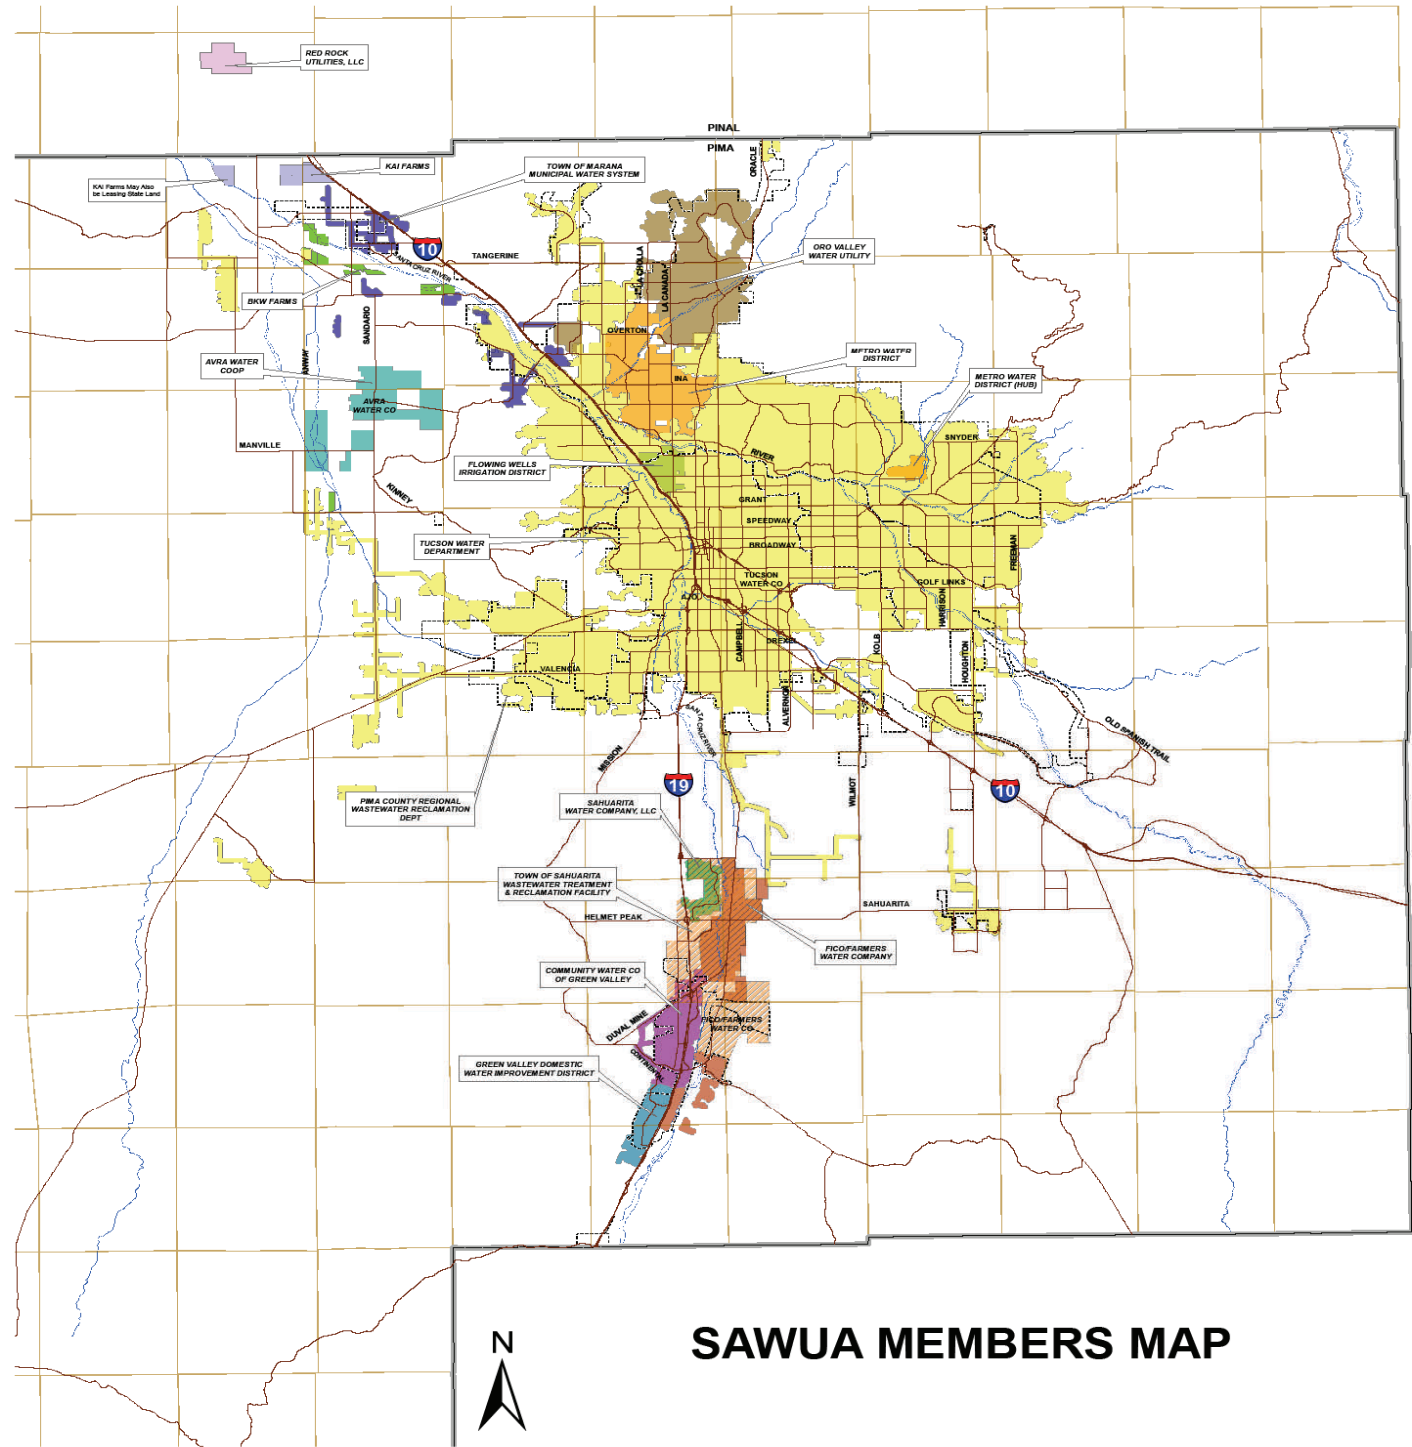 RED ROCK
UTILITIES, LLC
PINAL
PIMA
ORACLE
KAI FARMS
TOWN OF MARANA
MUNICIPAL WATER SYSTEM
KAI Farms May Also
be Leasing State Land
10
TANGERINE
SANTA CRUZ RIVER
LA CHOLLA
LA CANADA
ORO VALLEY
WATER UTILITY
BKW FARMS
SANDARIO
ANWAY
OVERTON
AVRA WATER
COOP
METRO WATER
DISTRICT
INA
METRO WATER
DISTRICT (HUB)
AVRA
WATER CO
MANVILLE
SNYDER
RIVER
FLOWING WELLS
IRRIGATION DISTRICT
KINNEY
GRANT
SPEEDWAY
TUCSON WATER
DEPARTMENT
BROADWAY
FREEMAN
TUCSON
WATER CO
GOLF LINKS
AJO
HARRISON
CAMPBELL
DREXEL
KOLB
HOUGHTON
VALENCIA
ALVERNON
SANTA CRUZ RIVER
OLD SPANISH TRAIL
MISSION
19
WILMOT
10
PIMA COUNTY REGIONAL
WASTEWATER RECLAMATION
DEPT
SAHUARITA
WATER COMPANY, LLC
TOWN OF SAHUARITA
WASTEWATER TREATMENT
& RECLAMATION FACILITY
HELMET PEAK
SAHUARITA
FICO/FARMERS
WATER COMPANY
COMMUNITY WATER CO
OF GREEN VALLEY
DUVAL MINE
FICO/FARMERS
WATER CO
CONTINENTAL
GREEN VALLEY DOMESTIC
WATER IMPROVEMENT DISTRICT
N
SAWUA MEMBERS MAP